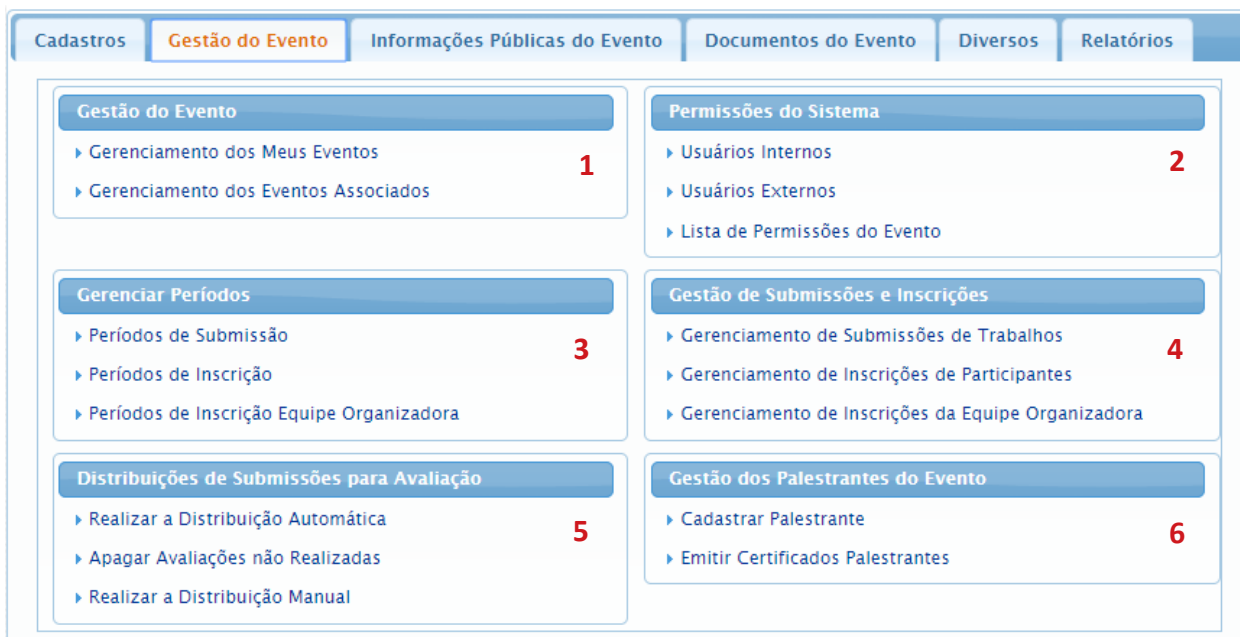 Cadastros
Gestão do Evento
Informações Públicas do Evento
Documentos do Evento
Diversos
Relatórios
Gestão do Evento
Gerenciamento dos Meus Eventos
Gerenciamento dos Eventos Associados
1
Permissões do Sistema
Usuários Internos
Usuários Externos
Lista de Permissões do Evento
2
Gerenciar Períodos
Períodos de Submissão
Períodos de Inscrição
Períodos de Inscrição Equipe Organizadora
3
Gestão de Submissões e Inscrições
Gerenciamento de Submissões de Trabalhos
Gerenciamento de Inscrições de Participantes
Gerenciamento de Inscrições da Equipe Organizadora
4
Distribuições de Submissões para Avaliação
Realizar a Distribuição Automática
Apagar Avaliações não Realizadas
Realizar a Distribuição Manual
5
Gestão dos Palestrantes do Evento
Cadastrar Palestrante
Emitir Certificados Palestrantes
6